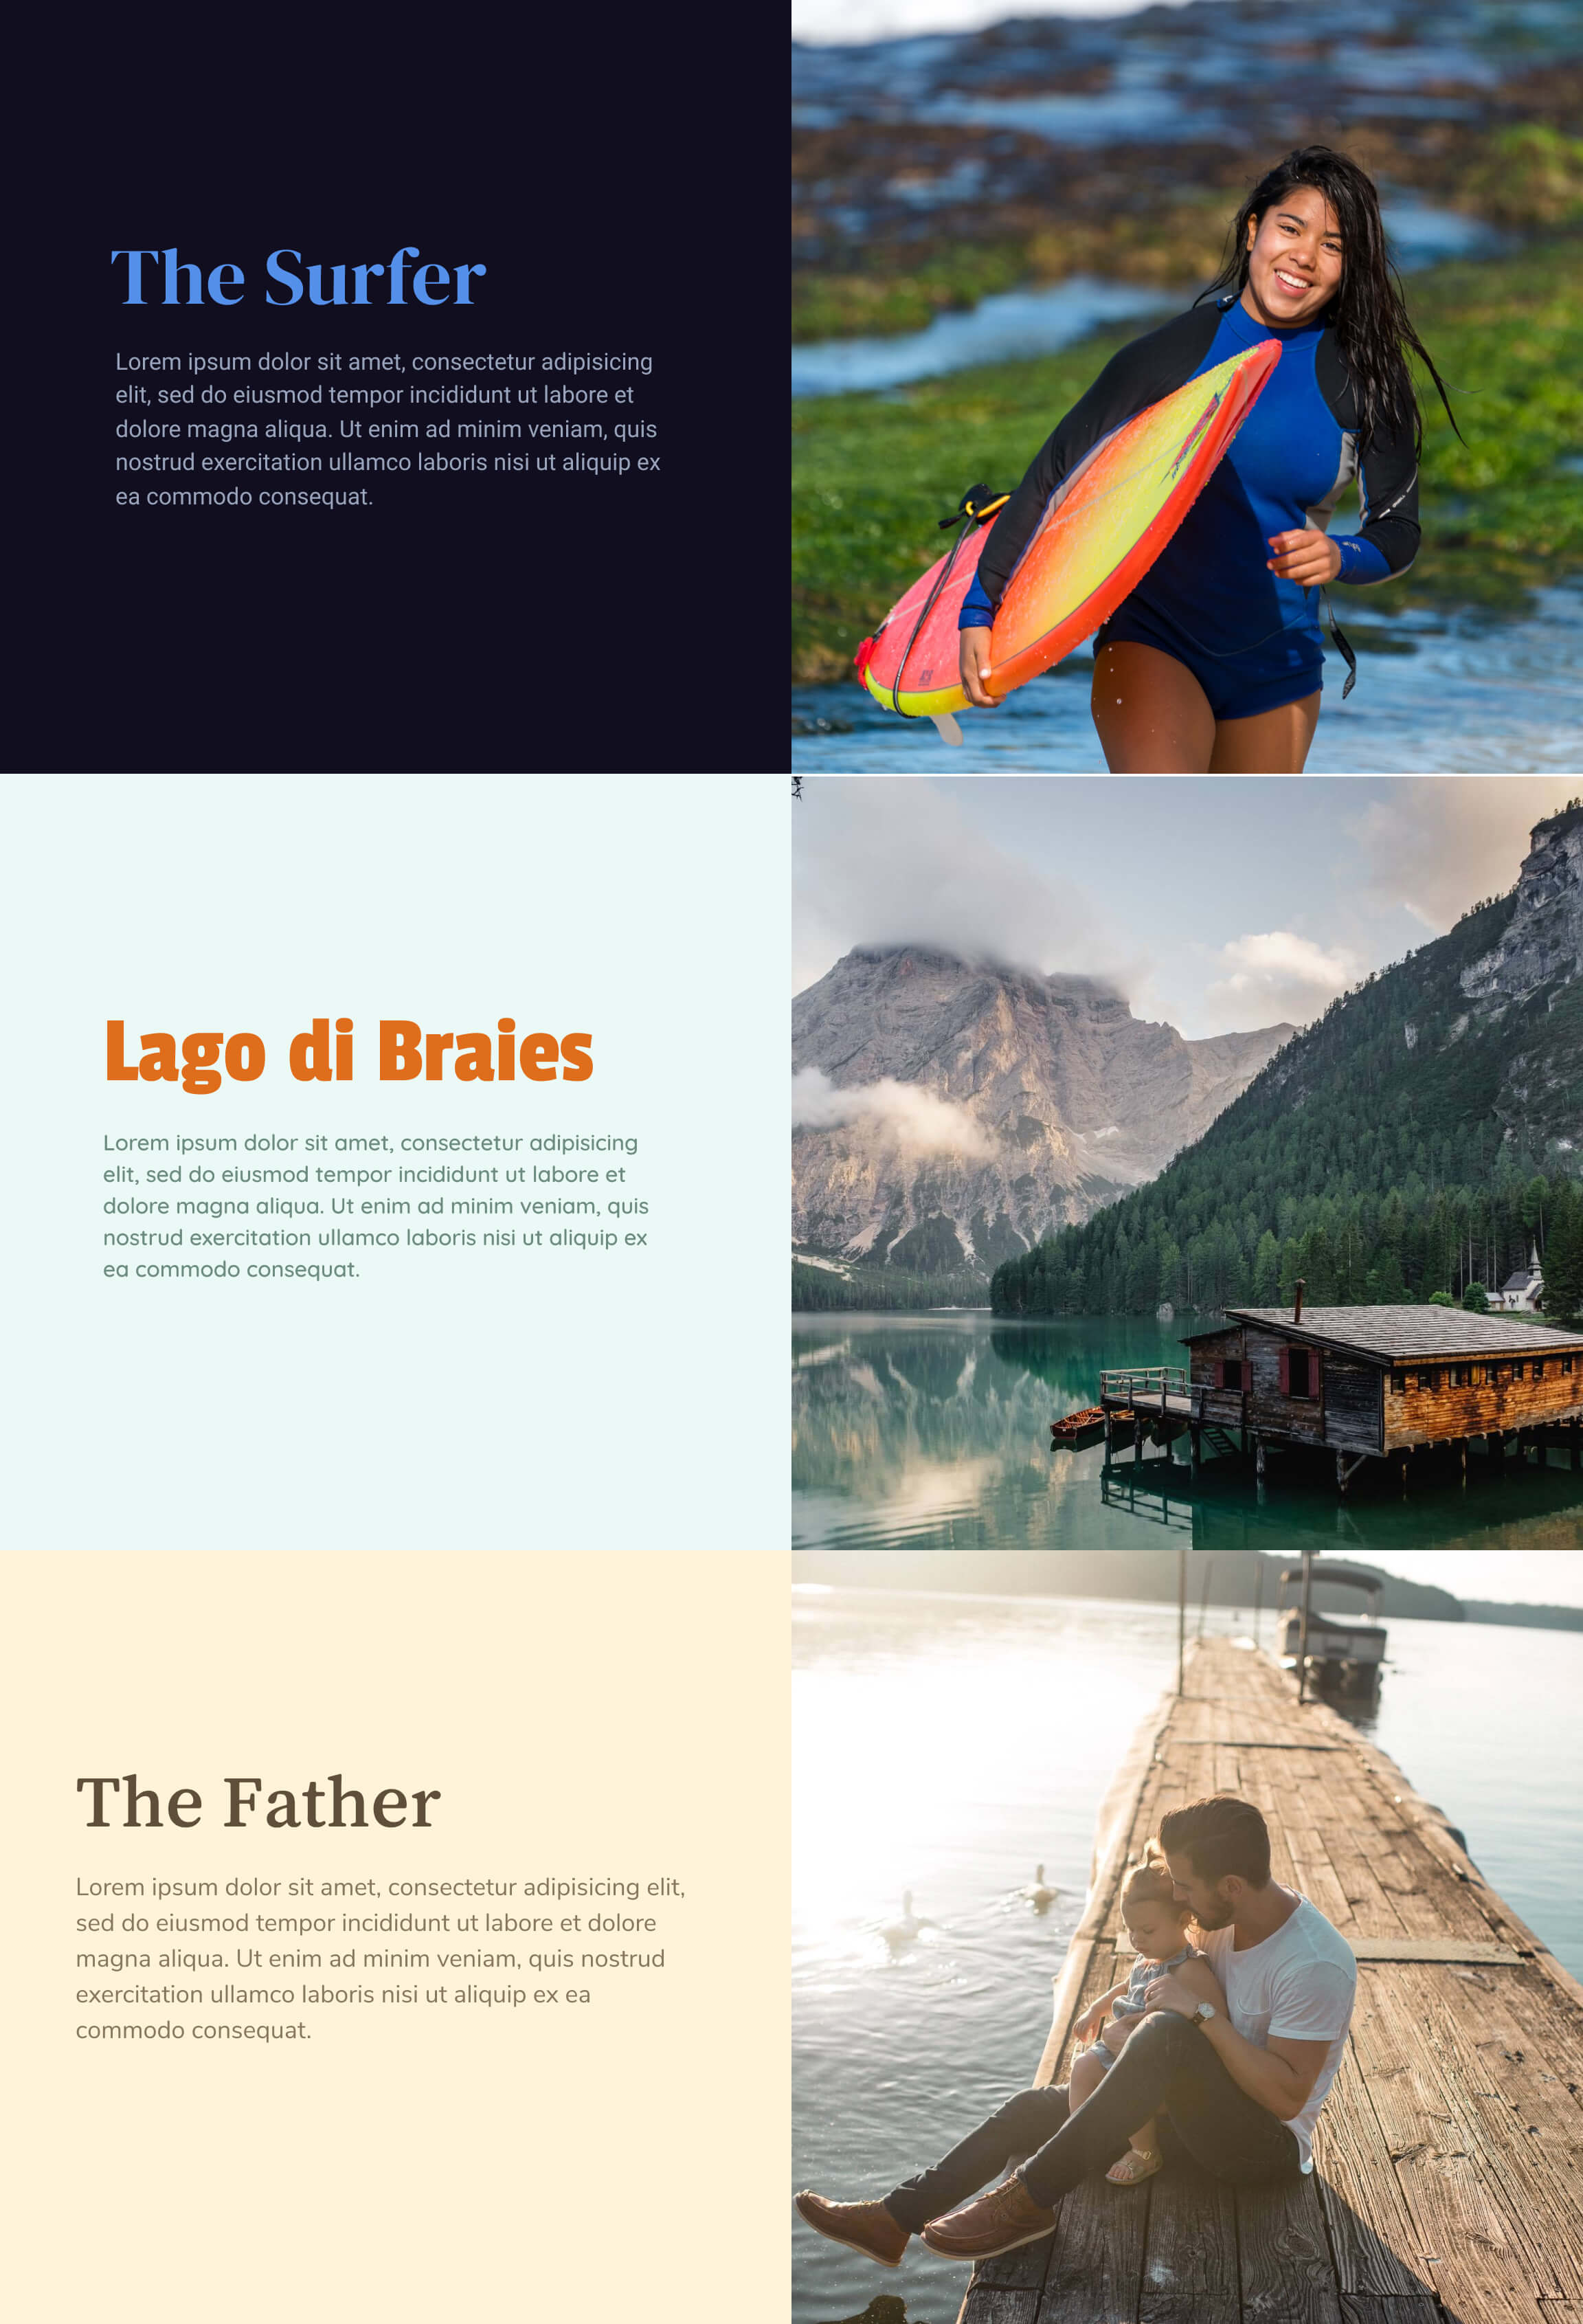 The Surfer
Lorem ipsum dolor sit amet, consectetur adipisicing
elit, sed do eiusmod tempor incididunt ut labore et
dolore magna aliqua. Ut enim ad minim veniam, quis
nostrud exercitation ullamco laboris nisi ut aliquip ex
ea commodo consequat.
Lago di Braies
Lorem ipsum dolor sit amet, consectetur adipisicing
elit, sed do eiusmod tempor incididunt ut labore et
dolore magna aliqua. Ut enim ad minim veniam, quis
nostrud exercitation ullamco laboris nisi ut aliquip ex
ea commodo consequat.
The Father
Lorem ipsum dolor sit amet, consectetur adipisicing elit,
sed do eiusmod tempor incididunt ut labore et dolore
magna aliqua. Ut enim ad minim veniam, quis nostrud
exercitation ullamco laboris nisi ut aliquip ex ea
commodo consequat.